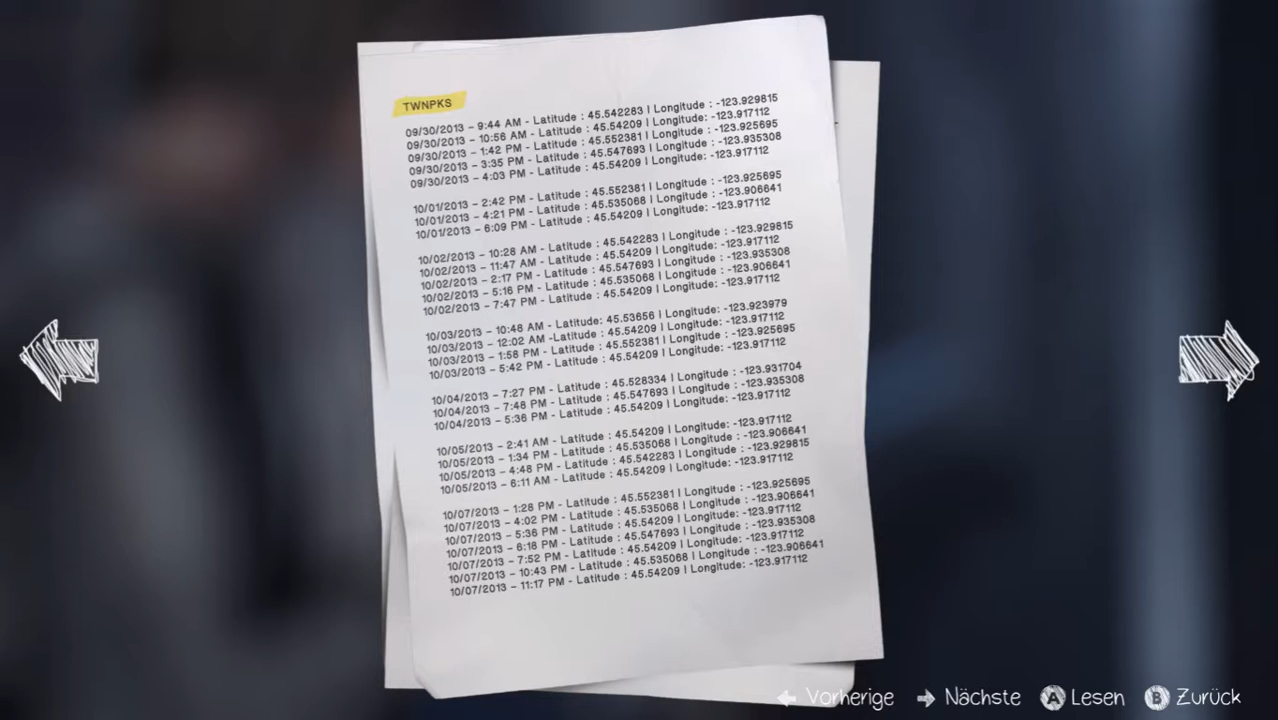 TWNPKS
09/30/2013 - 9:44 AM - Latitude : 45.542283 | Longitude : -123.929815
09/30/2013 - 10:56 AM - Latitude : 45.54209 | Longitude: -123.917112
09/30/2013 - 1:42 PM - Latitude : 45.552381 | Longitude : -123.925695
09/30/2013 - 3:35 PM - Latitude : 45.547693 | Longitude : -123.935308
09/30/2013 - 4:03 PM - Latitude : 45.54209 | Longitude: -123.917112
10/01/2013 - 2:42 PM - Latitude : 45.552381 | Longitude : -123.925695
10/01/2013 - 4:21 PM - Latitude : 45.535068 | Longitude : -123.906641
10/01/2013 - 6:09 PM - Latitude : 45.54209 | Longitude: -123.917112
10/02/2013 - 10:28 AM - Latitude : 45.542283 | Longitude : -123.929815
10/02/2013 - 11:47 AM - Latitude : 45.54209 | Longitude: -123.917112
10/02/2013 - 2:17 PM - Latitude : 45.547693 | Longitude : -123.935308
10/02/2013 - 5:16 PM - Latitude : 45.535068 | Longitude : -123.906641
10/02/2013 - 7:47 PM - Latitude : 45.54209 | Longitude: -123.917112
10/03/2013 - 10:48 AM - Latitude: 45.53656 | Longitude: -123.923979
10/03/2013 - 12:02 AM -Latitude : 45.54209 | Longitude: -123.917112
10/03/2013 - 1:58 PM - Latitude : 45.552381 | Longitude : -123.925695
10/03/2013 - 5:42 PM - Latitude : 45.54209 | Longitude: -123.917112
10/04/2013 - 7:27 PM - Latitude : 45.528334 | Longitude : -123.931704
10/04/2013 - 7:48 PM - Latitude : 45.547693 | Longitude : -123.935308
10/04/2013 - 5:36 PM - Latitude : 45.54209 | Longitude: -123.917112
10/05/2013 - 2:41 AM - Latitude : 45.54209 | Longitude: -123.917112
10/05/2013 - 1:34 PM - Latitude : 45.535068 | Longitude : -123.906641
10/05/2013 - 4:48 PM - Latitude : 45.542283 | Longitude : -123.929815
10/05/2013 - 6:11 AM - Latitude : 45.54209 | Longitude: -123.917112
10/07/2013 - 1:28 PM - Latitude : 45.552381 | Longitude : -123.925695
10/07/2013 - 4:02 PM - Latitude : 45.535068 | Longitude : -123.906641
10/07/2013 - 5:36 PM - Latitude : 45.54209 | Longitude: -123.917112
10/07/2013 - 6:18 PM - Latitude : 45.547693 | Longitude : -123.935308
10/07/2013 - 7:52 PM - Latitude : 45.54209 | Longitude: -123.917112
10/07/2013 - 10:43 PM - Latitude : 45.535068 | Longitude : -123.906641
10/07/2013 - 11:17 PM - Latitude : 45.54209 | Longitude: -123.917112
Vorherige Nächste A Lesen B Zurück